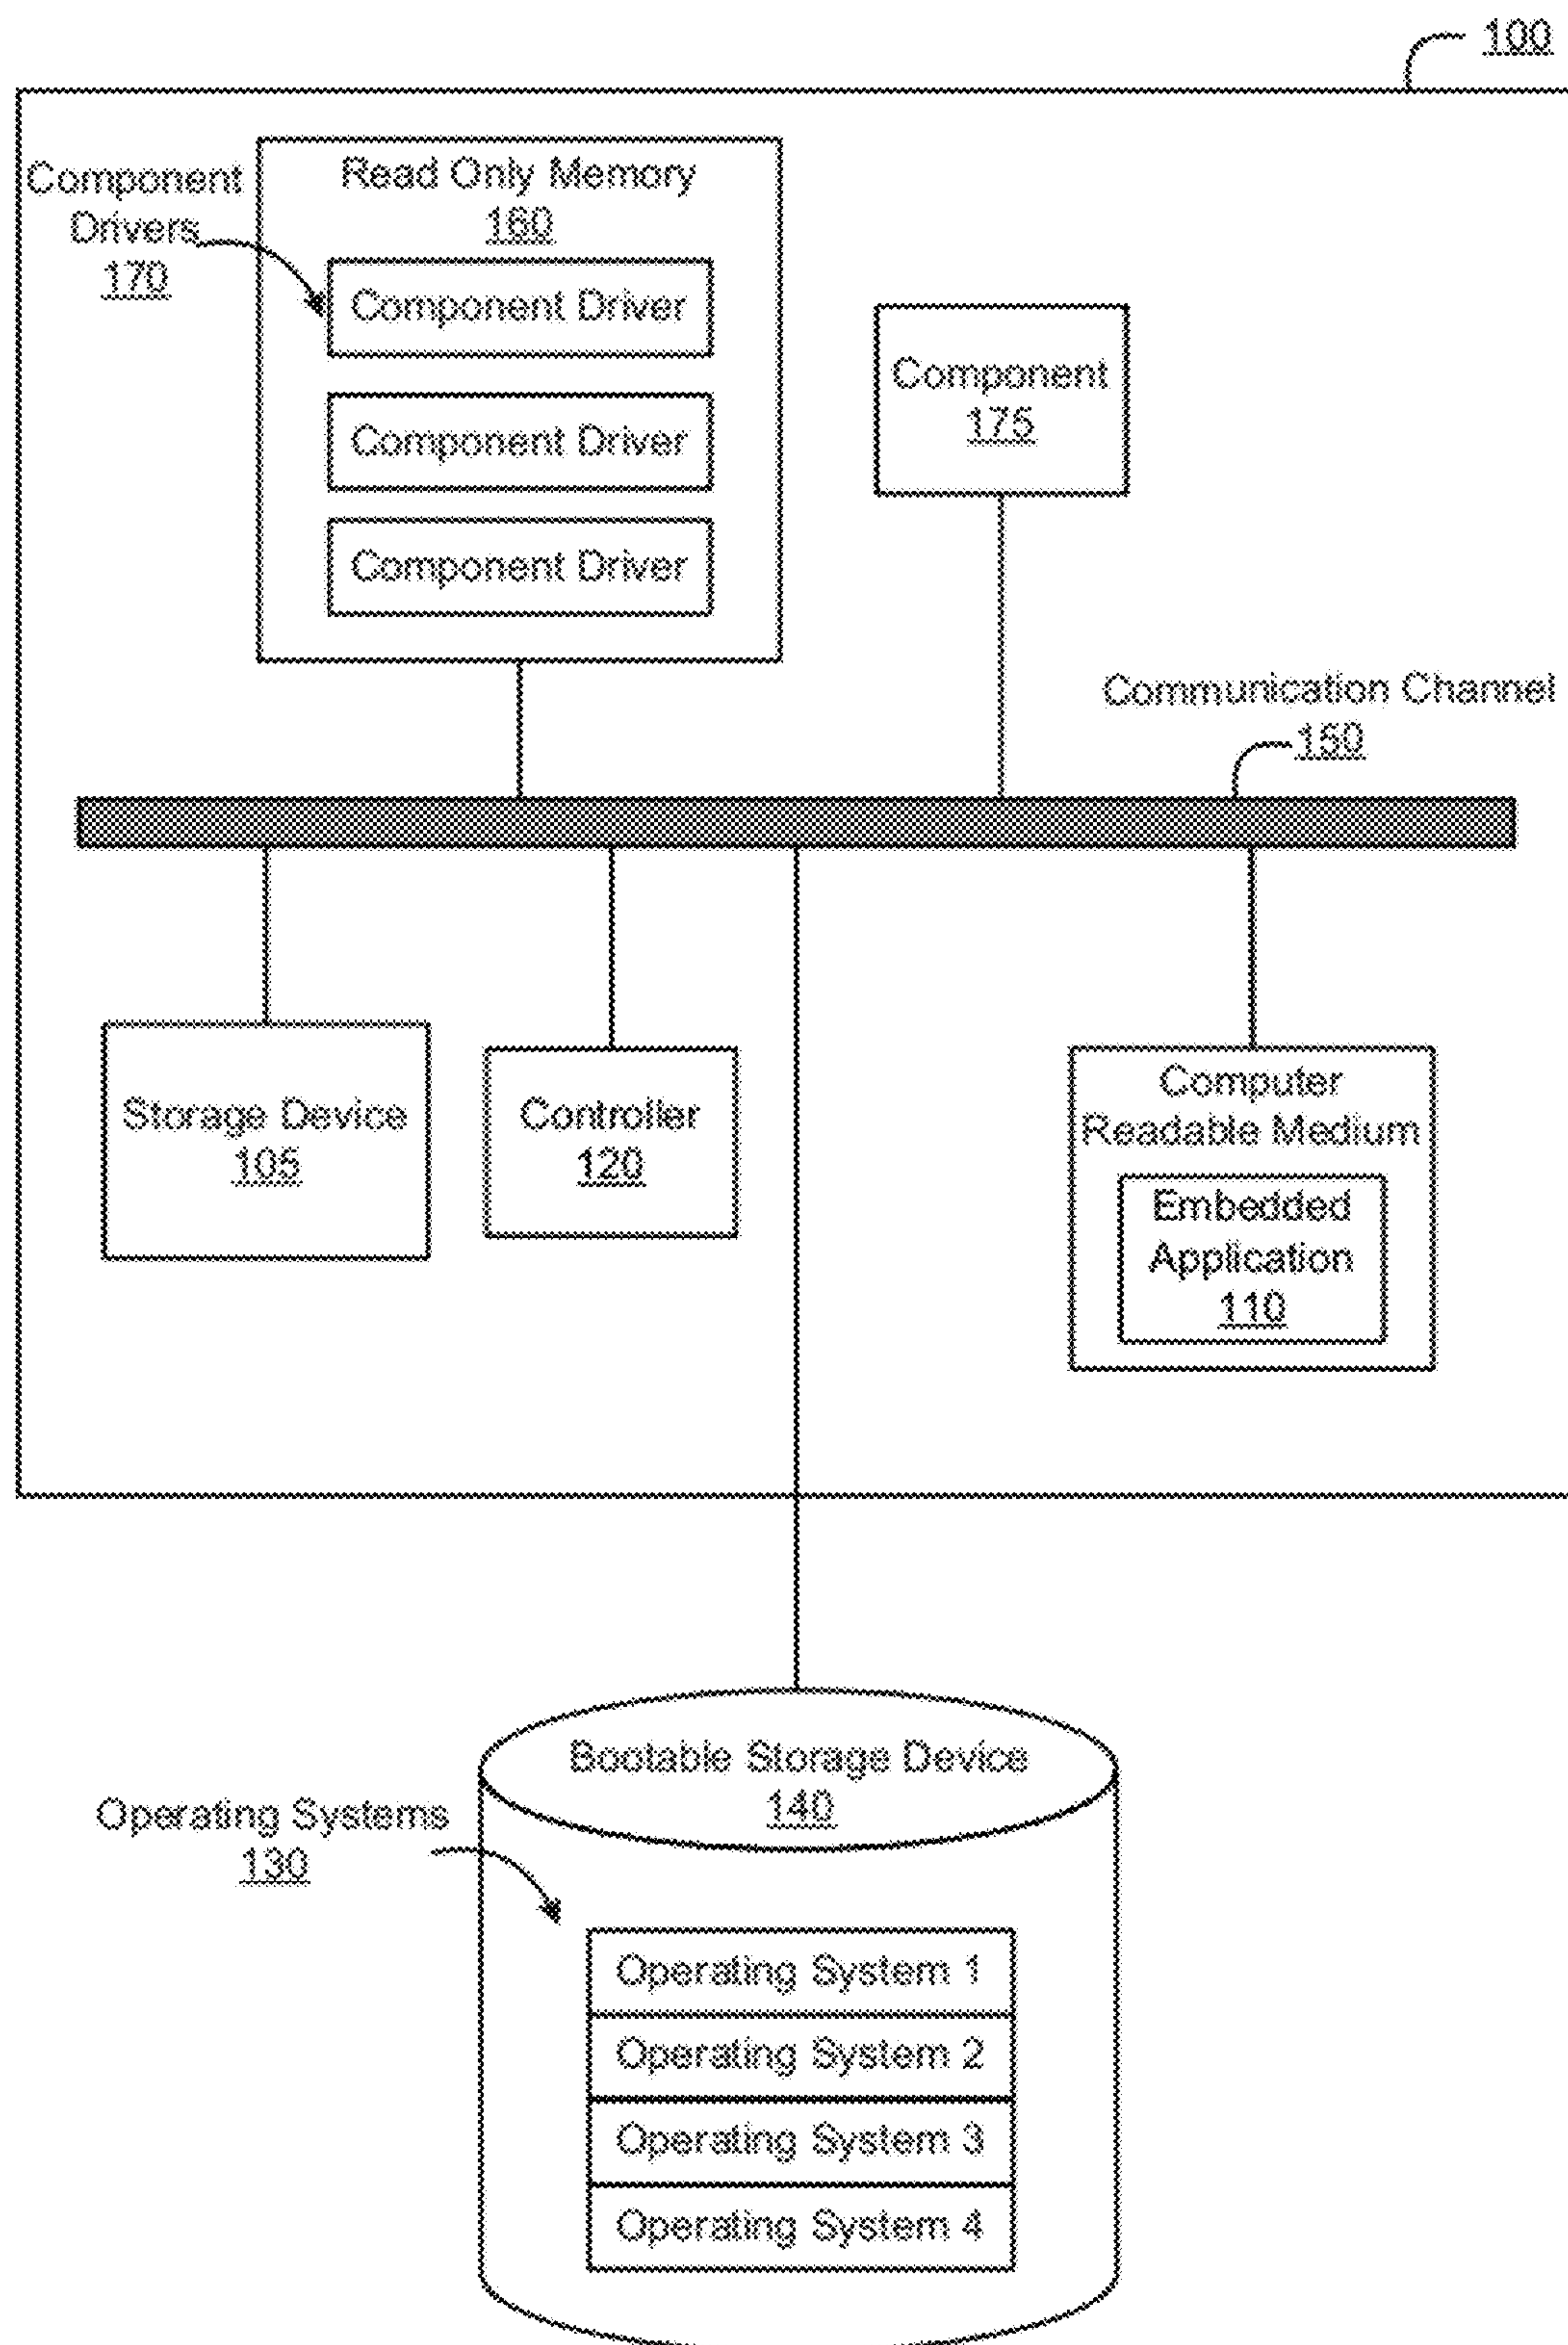 100
Component
Drivers
170
Read Only Memory
160
Component Driver
Component Driver
Component Driver
Component
175
Communication Channel
150
Storage Device
105
Controller
120
Computer
Readable Medium
Embedded
Application
110
Bootable Storage Device
140
Operating Systems
130
Operating System 1
Operating System 2
Operating System 3
Operating System 4